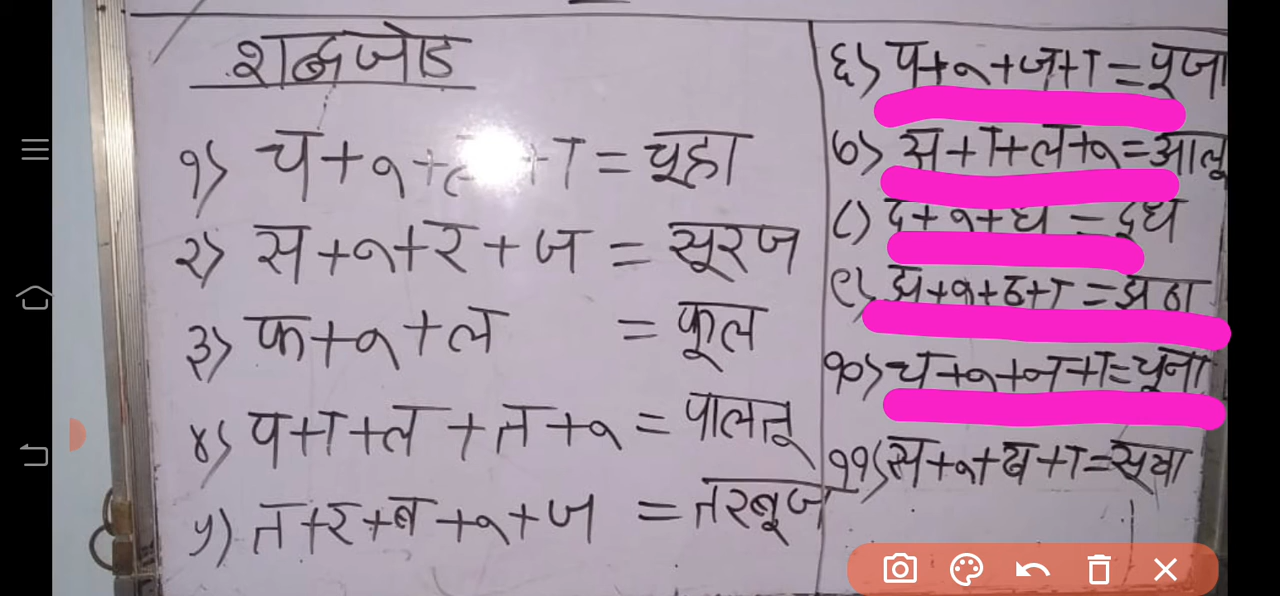 शब्दजोड
१) च + ू + ह + ा = चूहा
२) स + ू + र + ज = सूरज
३) फ + ू + ल = फूल
४) प + ा + ल + त + ू = पालतू
५) त + र + ब + ू + ज = तरबूज
६) प + ू + ज + ा = पूजा
७) अ + ा + ल + ू = आलू
८) द + ू + ध = दूध
९) झ + ू + ठ + ा = झूठा
१०) च + ू + न + ा = चूना
११) स + ू + ख + ा = सूखा